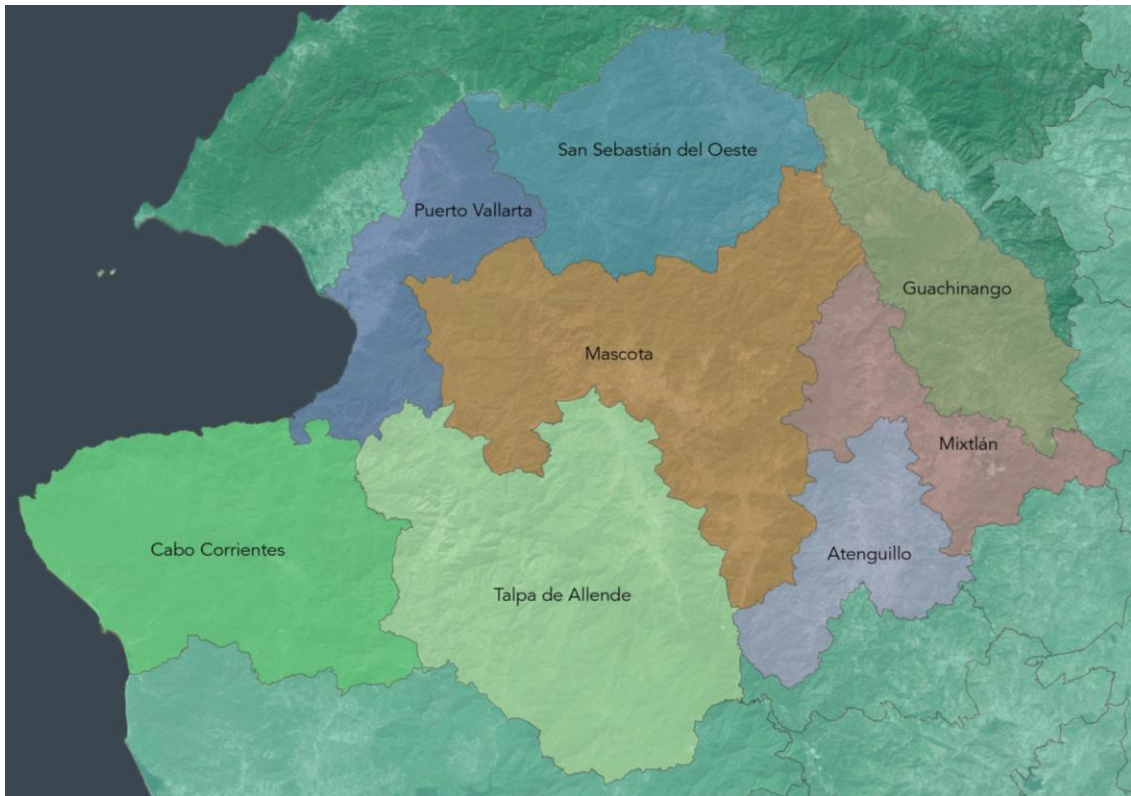 San Sebastián del Oeste
Puerto Vallarta
Guachinango
Mascota
Mixtlán
Cabo Corrientes
Atenguillo
Talpa de Allende